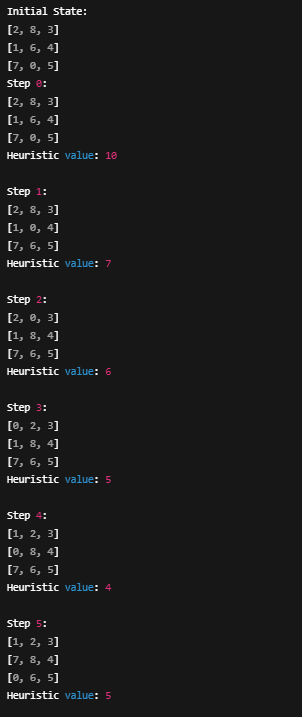 Initial State:
[2, 8, 3]
[1, 6, 4]
[7, 0, 5]
Step 0:
[2, 8, 3]
[1, 6, 4]
[7, 0, 5]
Heuristic value: 10
Step 1:
[2, 8, 3]
[1, 0, 4]
[7, 6, 5]
Heuristic value: 7
Step 2:
[2, 0, 3]
[1, 8, 4]
[7, 6, 5]
Heuristic value: 6
Step 3:
[0, 2, 3]
[1, 8, 4]
[7, 6, 5]
Heuristic value: 5
Step 4:
[1, 2, 3]
[0, 8, 4]
[7, 6, 5]
Heuristic value: 4
Step 5:
[1, 2, 3]
[7, 8, 4]
[0, 6, 5]
Heuristic value: 5